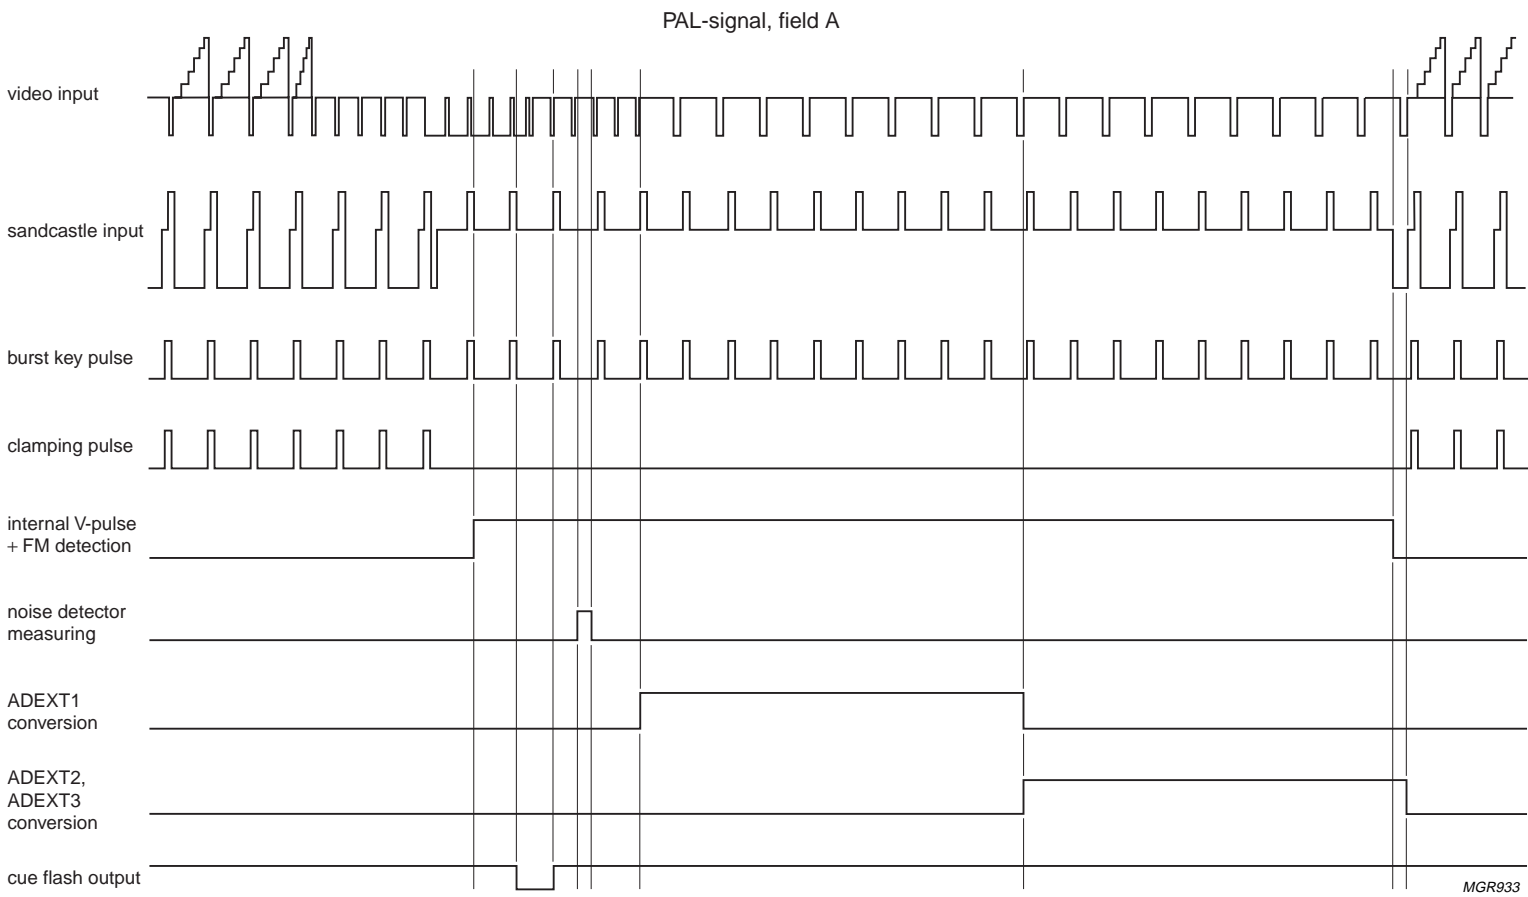 PAL-signal, field A
video input
sandcastle input
burst key pulse
clamping pulse
internal V-pulse
+ FM detection
noise detector
measuring
ADEXT1
conversion
ADEXT2,
ADEXT3
conversion
cue flash output
MGR933